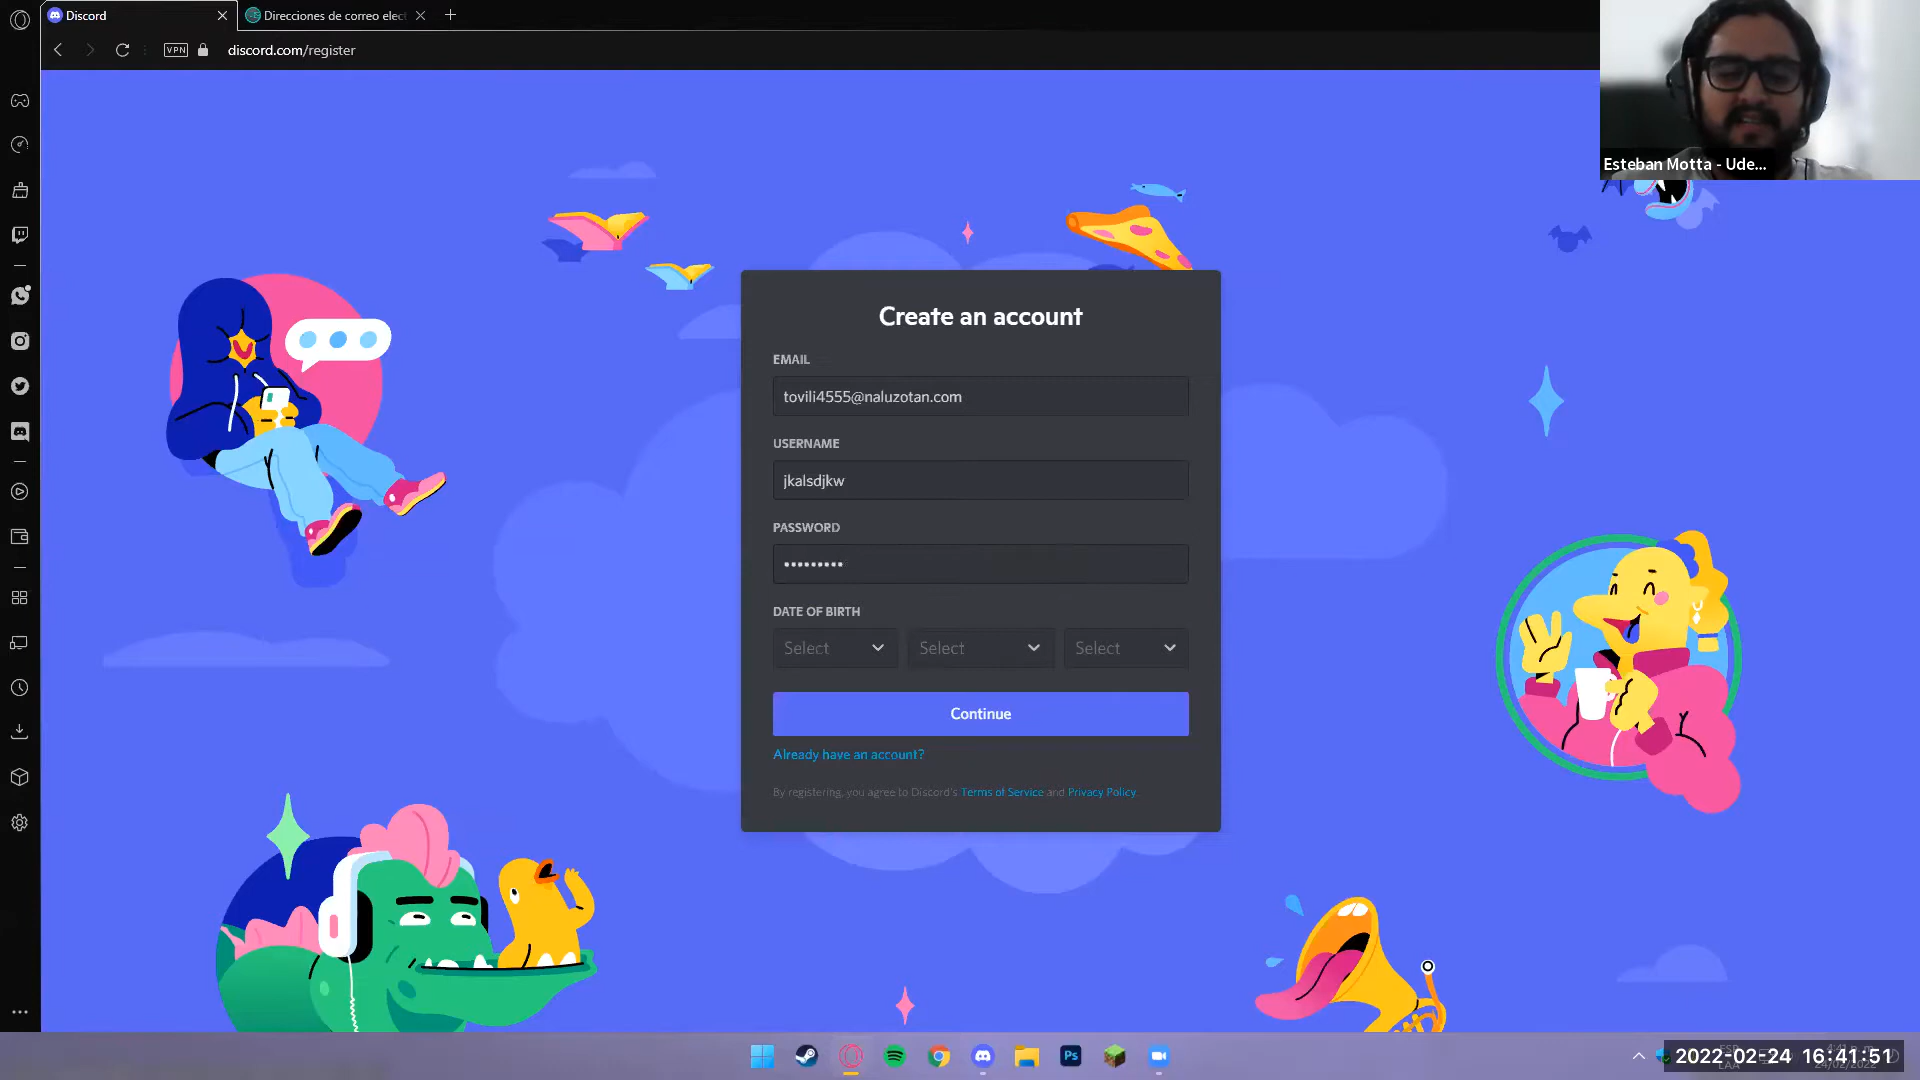 Discord
Direcciones de correo elec
VPN
discord.com/register
Esteban Motta - Ude...
Create an account
EMAIL
tovili4555@naluzotan.com
USERNAME
jkalsdjkw
PASSWORD
•••••••••
DATE OF BIRTH
Select
Select
Select
Continue
Already have an account?
By registering, you agree to Discord's Terms of Service and Privacy Policy.
Ps
2022-02-24 16:41:51